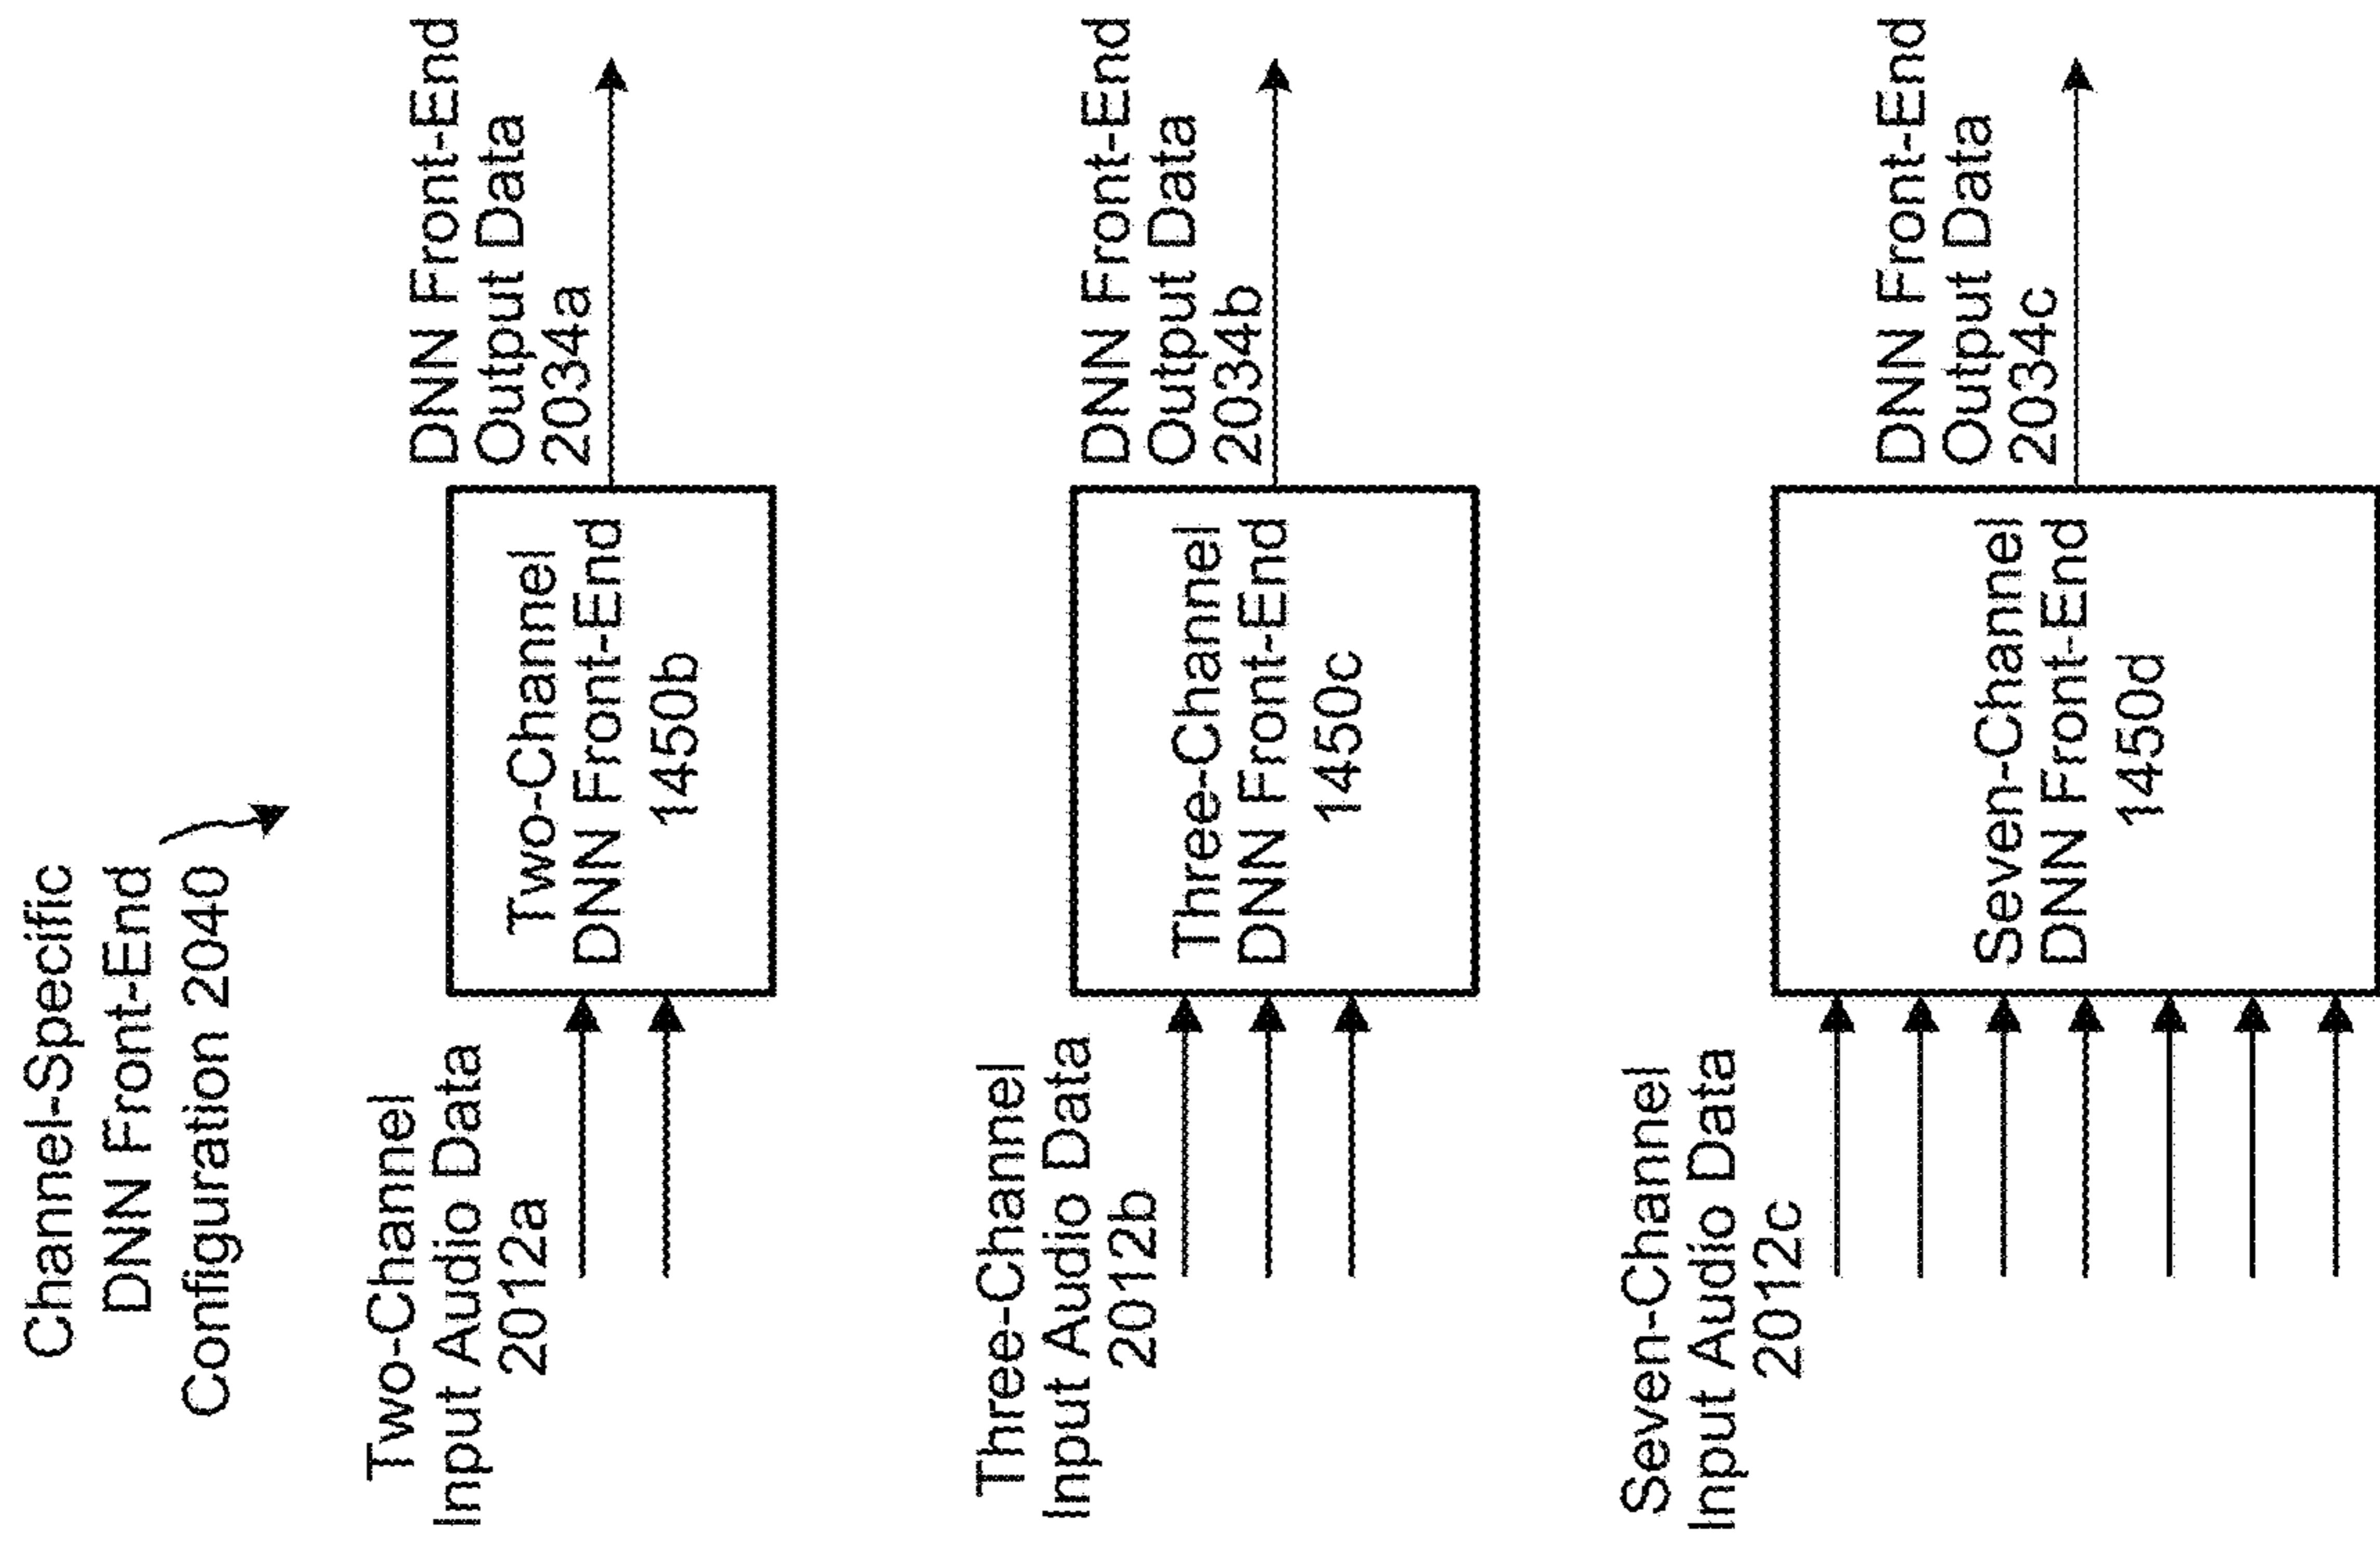 Channel-Specific
DNN Front-End
Configuration 2040
Two-Channel
Input Audio Data
2012a
Two-Channel
DNN Front-End
1450b
DNN Front-End
Output Data
2034a
Three-Channel
Input Audio Data
2012b
Three-Channel
DNN Front-End
1450c
DNN Front-End
Output Data
2034b
Seven-Channel
Input Audio Data
2012c
Seven-Channel
DNN Front-End
1450d
DNN Front-End
Output Data
2034c